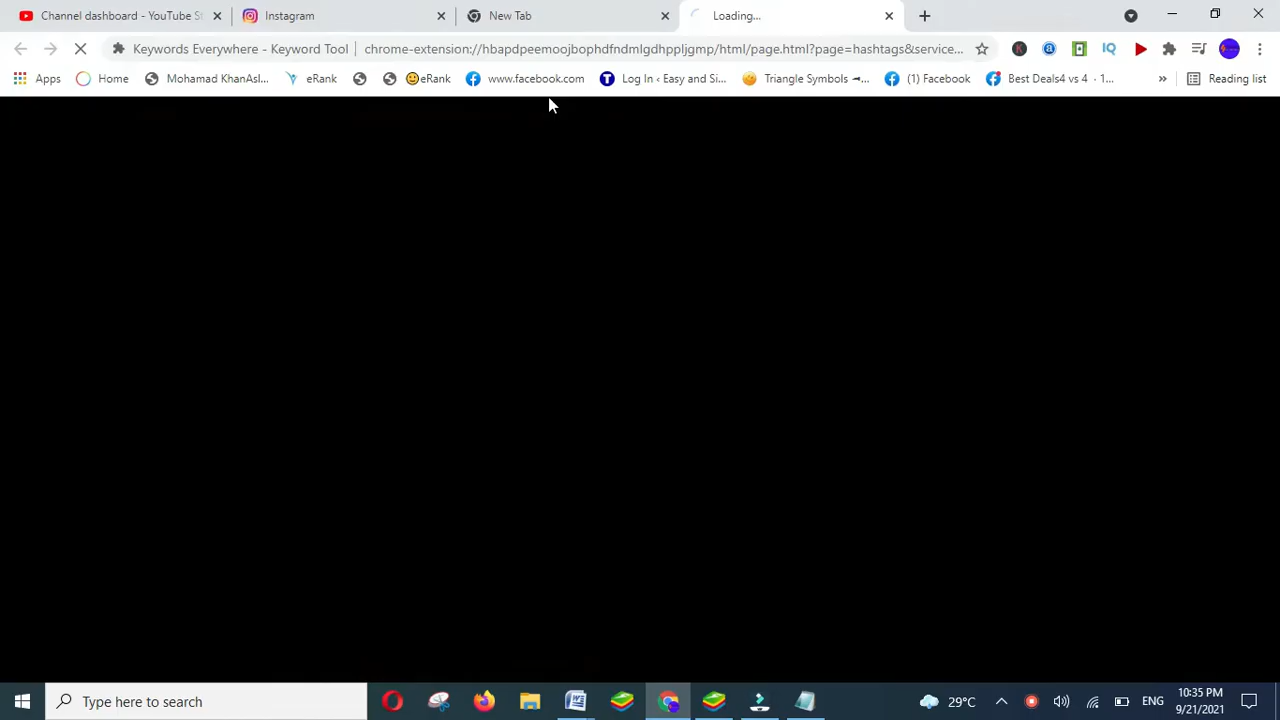 Channel dashboard - YouTube St
Instagram
New Tab
Loading...
Keywords Everywhere - Keyword Tool
chrome-extension://hbapdpeemoojbophdfndmlgdhppljgmp/html/page.html?page=hashtags&service...
Apps
Home
Mohamad KhanAsl...
eRank
eRank
www.facebook.com
Log In ‹ Easy and Si...
Triangle Symbols ◄...
(1) Facebook
Best Deals4 vs 4 · 1...
»
Reading list
Type here to search
29°C
ENG
10:35 PM
9/21/2021